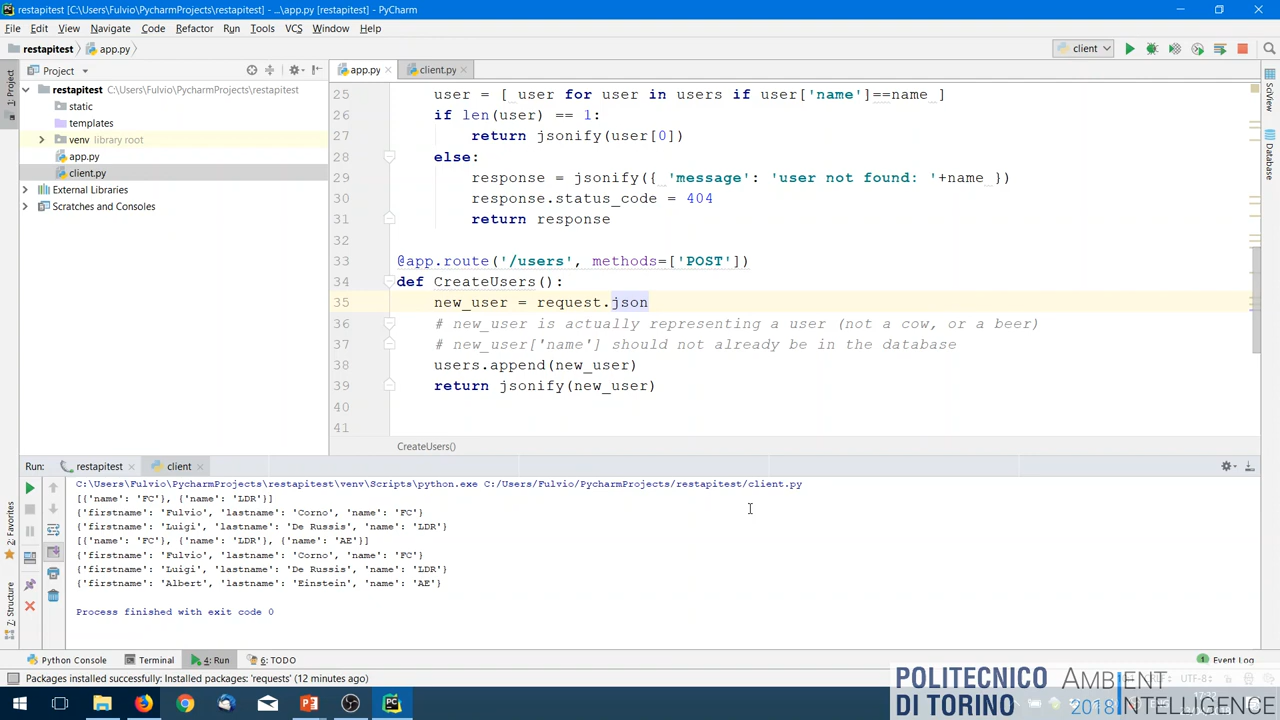 restapitest [C:\Users\Fulvio\PycharmProjects\restapitest] - ...\app.py [restapitest] - PyCharm
File Edit View Navigate Code Refactor Run Tools VCS Window Help
restapitest app.py client
1: Project
Project
app.py client.py
restapitest C:\Users\Fulvio\PycharmProjects\restapitest
static
templates
venv library root
app.py
client.py
External Libraries
Scratches and Consoles
SciView
Database
25 user = [ user for user in users if user['name']==name ]
26 if len(user) == 1:
27 return jsonify(user[0])
28 else:
29 response = jsonify({ 'message': 'user not found: '+name })
30 response.status_code = 404
31 return response
32
33 @app.route('/users', methods=['POST'])
34 def CreateUsers():
35 new_user = request.json
36 # new_user is actually representing a user (not a cow, or a beer)
37 # new_user['name'] should not already be in the database
38 users.append(new_user)
39 return jsonify(new_user)
40
41
CreateUsers()
Run: restapitest client
C:\Users\Fulvio\PycharmProjects\restapitest\venv\Scripts\python.exe C:/Users/Fulvio/PycharmProjects/restapitest/client.py
[{'name': 'FC'}, {'name': 'LDR'}]
{'firstname': 'Fulvio', 'lastname': 'Corno', 'name': 'FC'}
{'firstname': 'Luigi', 'lastname': 'De Russis', 'name': 'LDR'}
[{'name': 'FC'}, {'name': 'LDR'}, {'name': 'AE'}]
{'firstname': 'Fulvio', 'lastname': 'Corno', 'name': 'FC'}
{'firstname': 'Luigi', 'lastname': 'De Russis', 'name': 'LDR'}
{'firstname': 'Albert', 'lastname': 'Einstein', 'name': 'AE'}
Process finished with exit code 0
2: Favorites
7: Structure
Python Console Terminal 4: Run 6: TODO Event Log
Packages installed successfully: Installed packages: 'requests' (12 minutes ago) UTF-8
POLITECNICO
DI TORINO
AMBIENT
2018 INTELLIGENCE